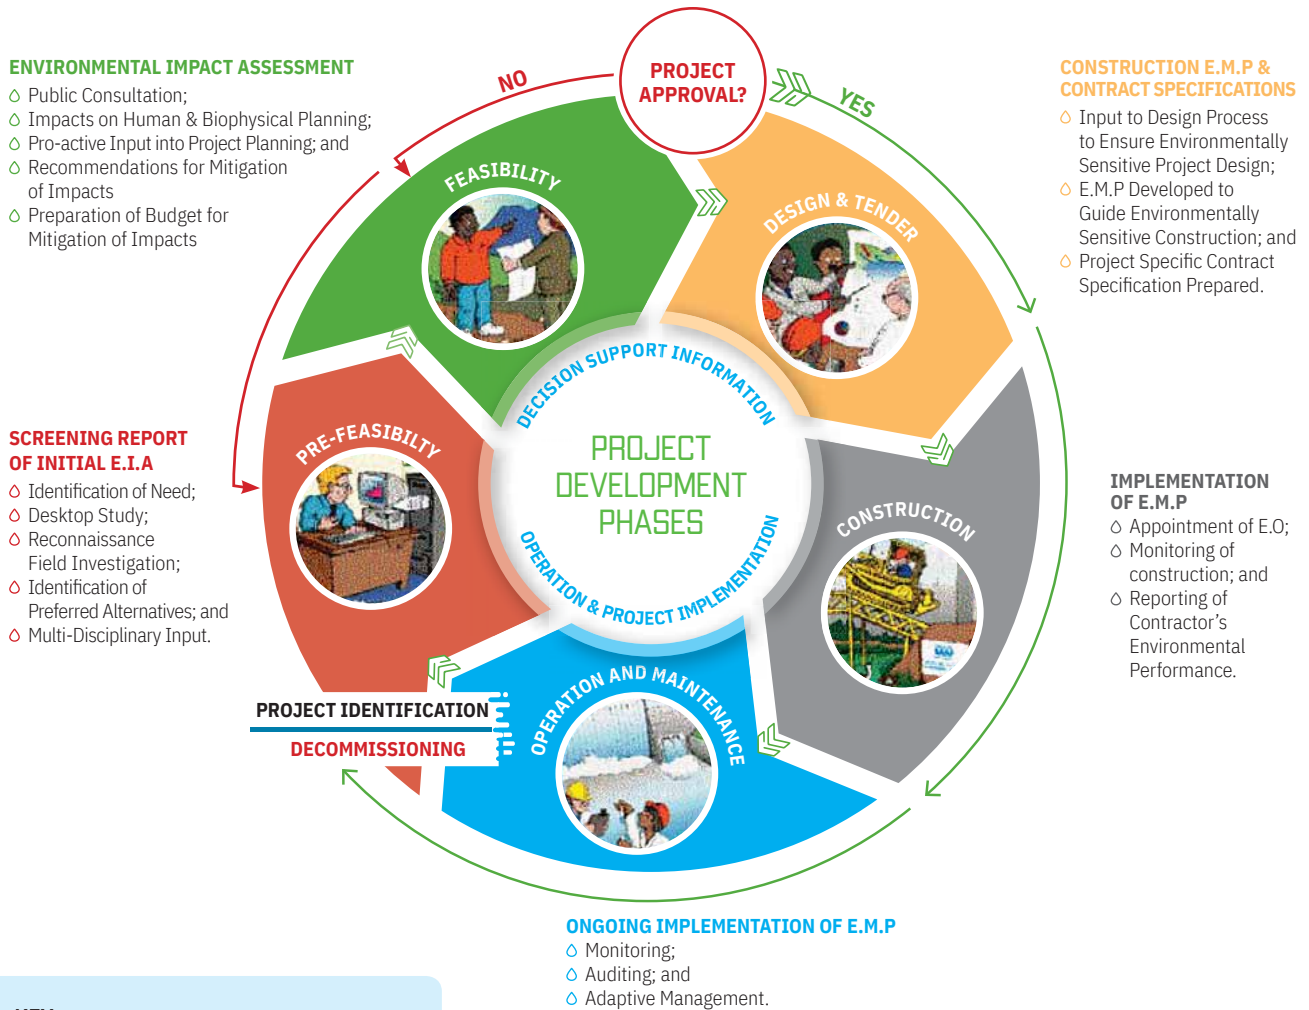 PROJECT
APPROVAL?
NO
YES
ENVIRONMENTAL IMPACT ASSESSMENT
Public Consultation;
Impacts on Human & Biophysical Planning;
Pro-active Input into Project Planning; and
Recommendations for Mitigation
of Impacts
Preparation of Budget for
Mitigation of Impacts
CONSTRUCTION E.M.P &
CONTRACT SPECIFICATIONS
Input to Design Process
to Ensure Environmentally
Sensitive Project Design;
E.M.P Developed to
Guide Environmentally
Sensitive Construction; and
Project Specific Contract
Specification Prepared.
FEASIBILITY
DESIGN & TENDER
DECISION SUPPORT INFORMATION
PROJECT
DEVELOPMENT
PHASES
OPERATION & PROJECT IMPLEMENTATION
PRE-FEASIBILTY
CONSTRUCTION
SCREENING REPORT
OF INITIAL E.I.A
Identification of Need;
Desktop Study;
Reconnaissance
Field Investigation;
Identification of
Preferred Alternatives; and
Multi-Disciplinary Input.
IMPLEMENTATION
OF E.M.P
Appointment of E.O;
Monitoring of
construction; and
Reporting of
Contractor's
Environmental
Performance.
OPERATION AND MAINTENANCE
PROJECT IDENTIFICATION
DECOMMISSIONING
ONGOING IMPLEMENTATION OF E.M.P
Monitoring;
Auditing; and
Adaptive Management.